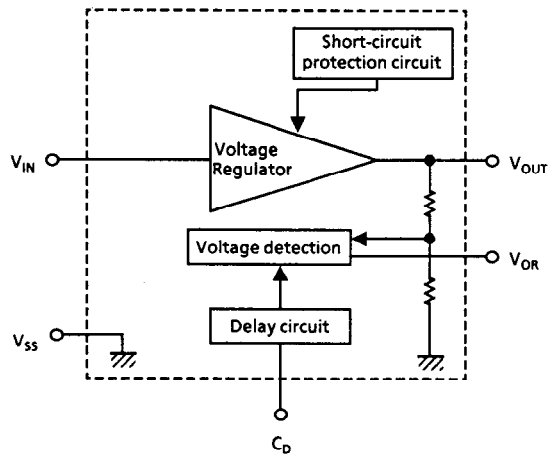 Short-circuit
protection circuit
Voltage
Regulator
VIN
VOUT
Voltage detection
VOR
Delay circuit
VSS
CD